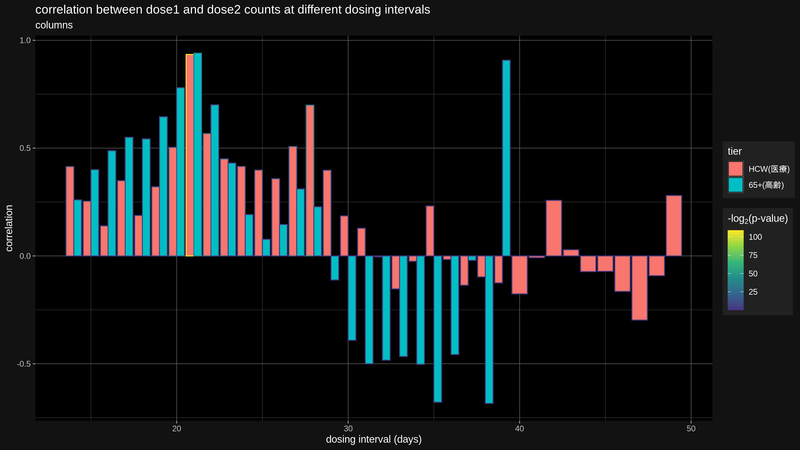 correlation between dose1 and dose2 counts at different dosing intervals
columns
1.0
0.5
0.0
-0.5
correlation
20
30
40
50
dosing interval (days)
tier
HCW(医療)
65+(高齢)
-log₂(p-value)
100
75
50
25